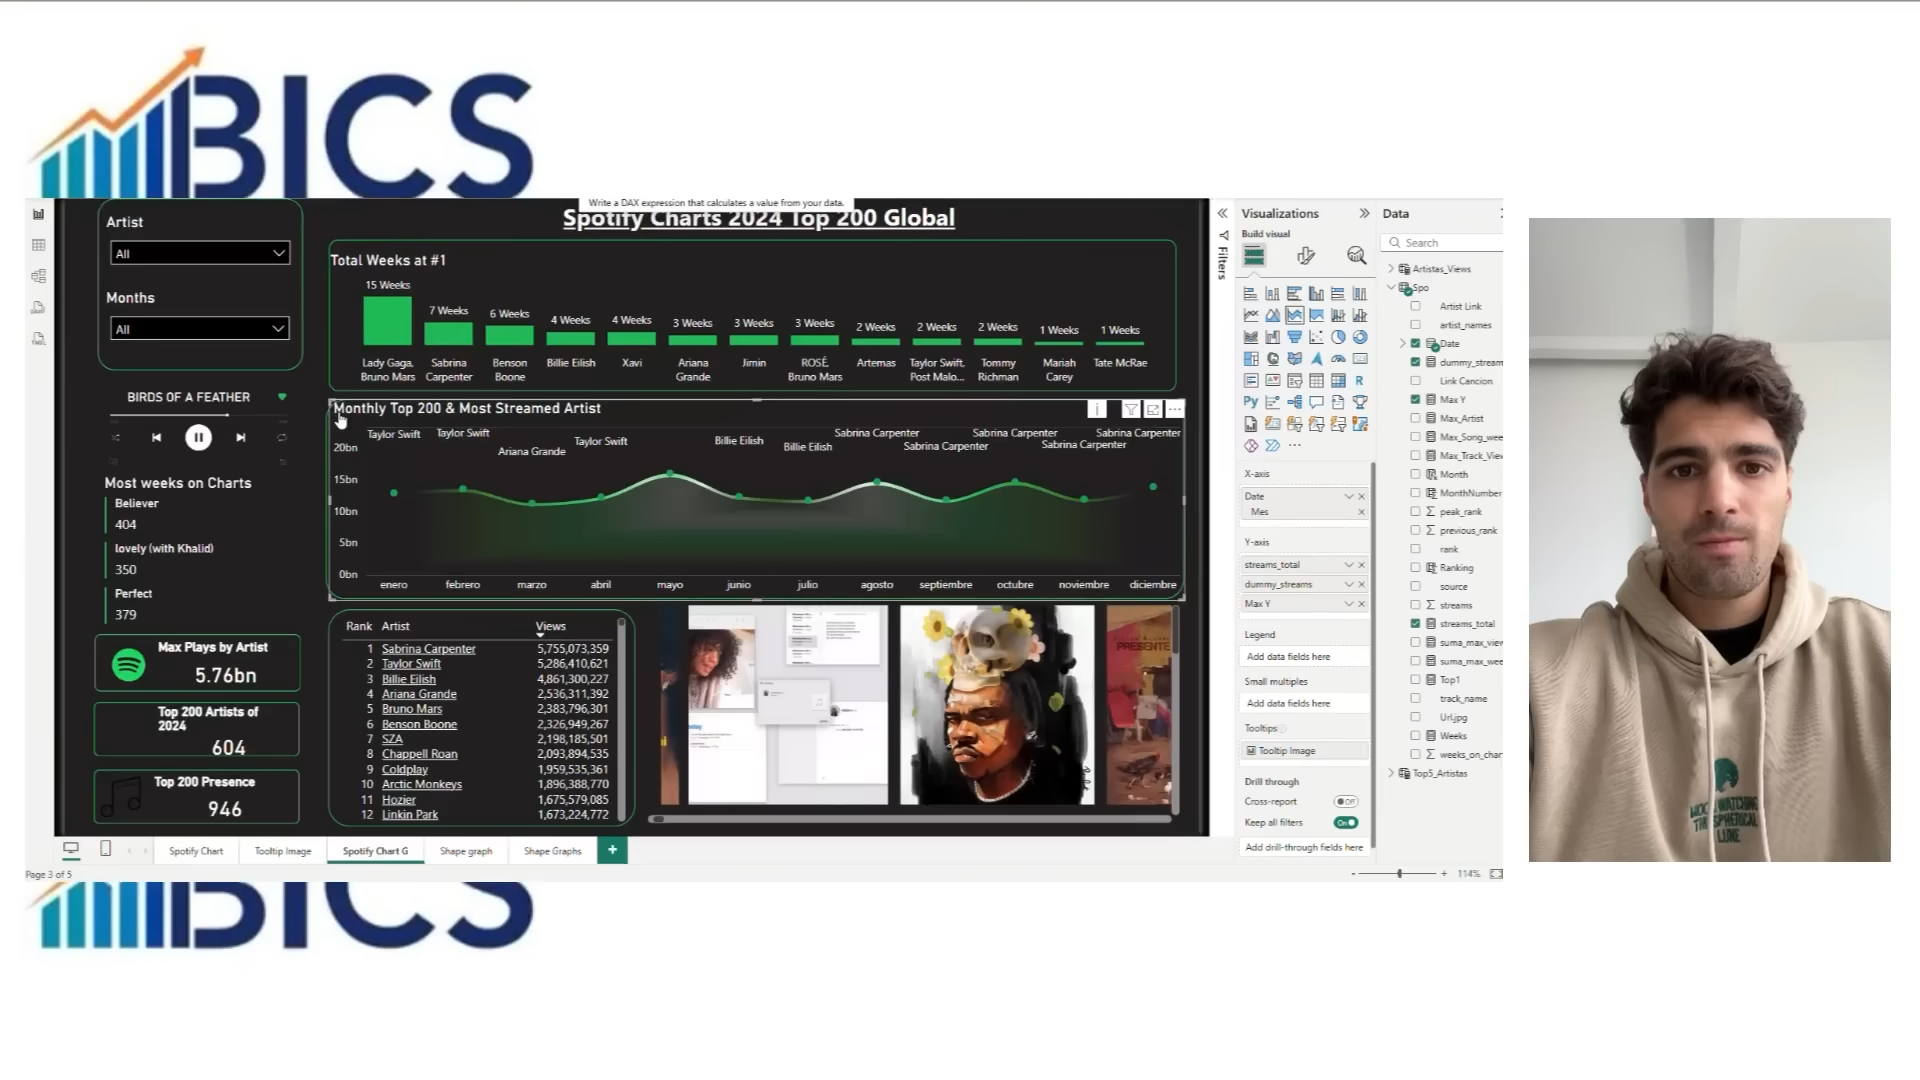 BICS
Write a DAX expression that calculates a value from your data.
Spotify Charts 2024 Top 200 Global
Artist
All
Months
All
BIRDS OF A FEATHER
Most weeks on Charts
Believer
404
lovely (with Khalid)
350
Perfect
379
Max Plays by Artist
5.76bn
Top 200 Artists of
2024
604
Top 200 Presence
946
Total Weeks at #1
15 Weeks
7 Weeks
6 Weeks
4 Weeks
4 Weeks
3 Weeks
3 Weeks
3 Weeks
2 Weeks
2 Weeks
2 Weeks
1 Weeks
1 Weeks
Lady Gaga, Bruno Mars
Sabrina Carpenter
Benson Boone
Billie Eilish
Xavi
Ariana Grande
Jimin
ROSÉ, Bruno Mars
Artemas
Taylor Swift, Post Malo...
Tommy Richman
Mariah Carey
Tate McRae
Monthly Top 200 & Most Streamed Artist
Taylor Swift
Taylor Swift
Ariana Grande
Taylor Swift
Billie Eilish
Billie Eilish
Sabrina Carpenter
Sabrina Carpenter
Sabrina Carpenter
Sabrina Carpenter
Sabrina Carpenter
20bn
15bn
10bn
5bn
0bn
enero febrero marzo abril mayo junio julio agosto septiembre octubre noviembre diciembre
Rank Artist Views
1 Sabrina Carpenter 5,755,073,359
2 Taylor Swift 5,286,410,621
3 Billie Eilish 4,861,300,227
4 Ariana Grande 2,536,311,392
5 Bruno Mars 2,383,796,301
6 Benson Boone 2,326,949,267
7 SZA 2,198,185,501
8 Chappell Roan 2,093,894,535
9 Coldplay 1,959,535,361
10 Arctic Monkeys 1,896,388,770
11 Hozier 1,675,579,085
12 Linkin Park 1,673,224,772
PRESENTE
Filters
Visualizations
Build visual
X-axis
Date
Mes
Y-axis
streams_total
dummy_streams
Max Y
Legend
Add data fields here
Small multiples
Add data fields here
Tooltips
Tooltip Image
Drill through
Cross-report
Off
Keep all filters
On
Add drill-through fields here
Data
Search
Artistas_Views
Spo
Artist Link
artist_names
Date
dummy_stream
Link Cancion
Max Y
Max_Artist
Max_Song_wee
Max_Track_View
Month
MonthNumber
peak_rank
previous_rank
rank
Ranking
source
streams
streams_total
suma_max_view
suma_max_wee
Top1
track_name
Url.jpg
Weeks
weeks_on_char
Top5_Artistas
Spotify Chart
Tooltip Image
Spotify Chart G
Shape graph
Shape Graphs
Page 3 of 5
114%
BICS